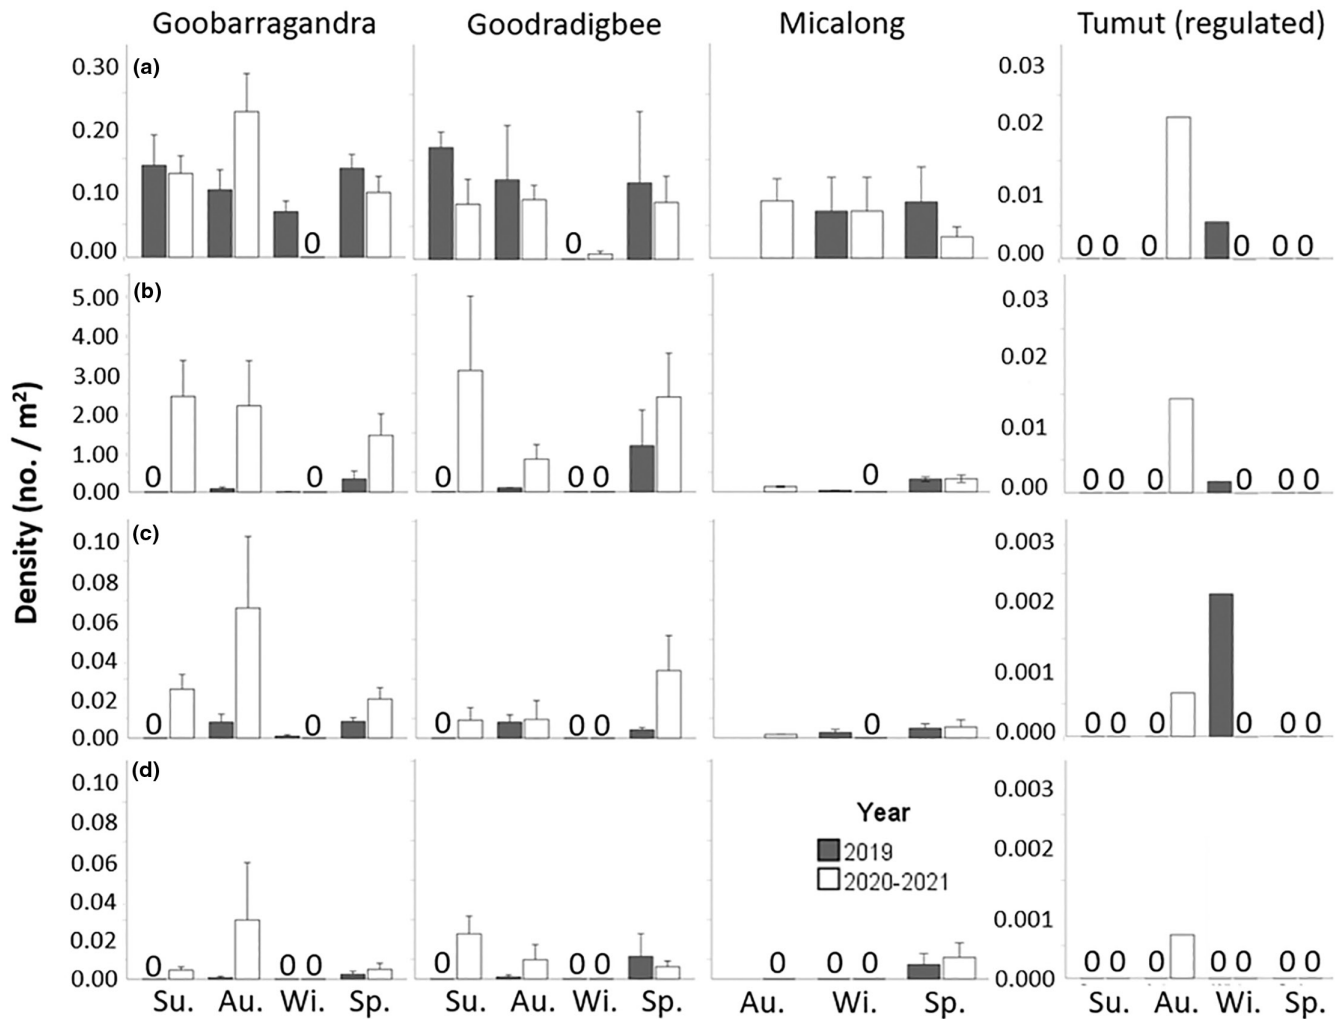 Goobarragandra Goodradigbee Micalong Tumut (regulated)
Density (no. / m²)
(a)
0.30 0.03
0.20 0.02
0.10 0.01
0 0 0 0 0 0 0 0
0.00 0.00
(b)
5.00 0.03
4.00
3.00 0.02
2.00
1.00 0.01
0 0 0 0 0 0 0 0 0 0 0 0
0.00 0.00
(c)
0.10 0.003
0.08
0.06 0.002
0.04
0.02 0.001
0 0 0 0 0 0 0 0 0 0 0 0
0.00 0.000
(d)
0.10 0.003
0.08
0.06 0.002
0.04
0.02 0.001
Year
2019
2020-2021
0 0 0 0 0 0 0 0 0 0 0 0 0 0 0 0
0.00 0.000
Su. Au. Wi. Sp. Su. Au. Wi. Sp. Au. Wi. Sp. Su. Au. Wi. Sp.